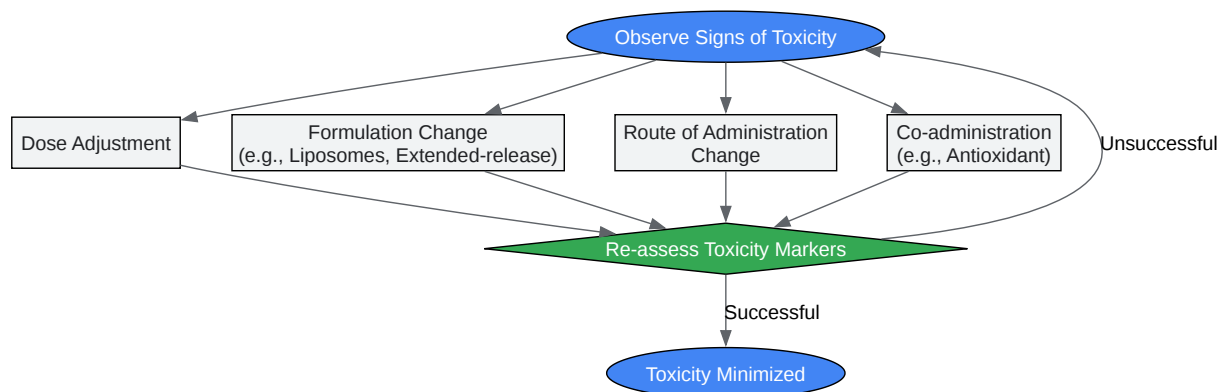 Observe Signs of Toxicity
Dose Adjustment
Formulation Change
(e.g., Liposomes, Extended-release)
Route of Administration
Change
Co-administration
(e.g., Antioxidant)
Unsuccessful
Re-assess Toxicity Markers
Successful
Toxicity Minimized